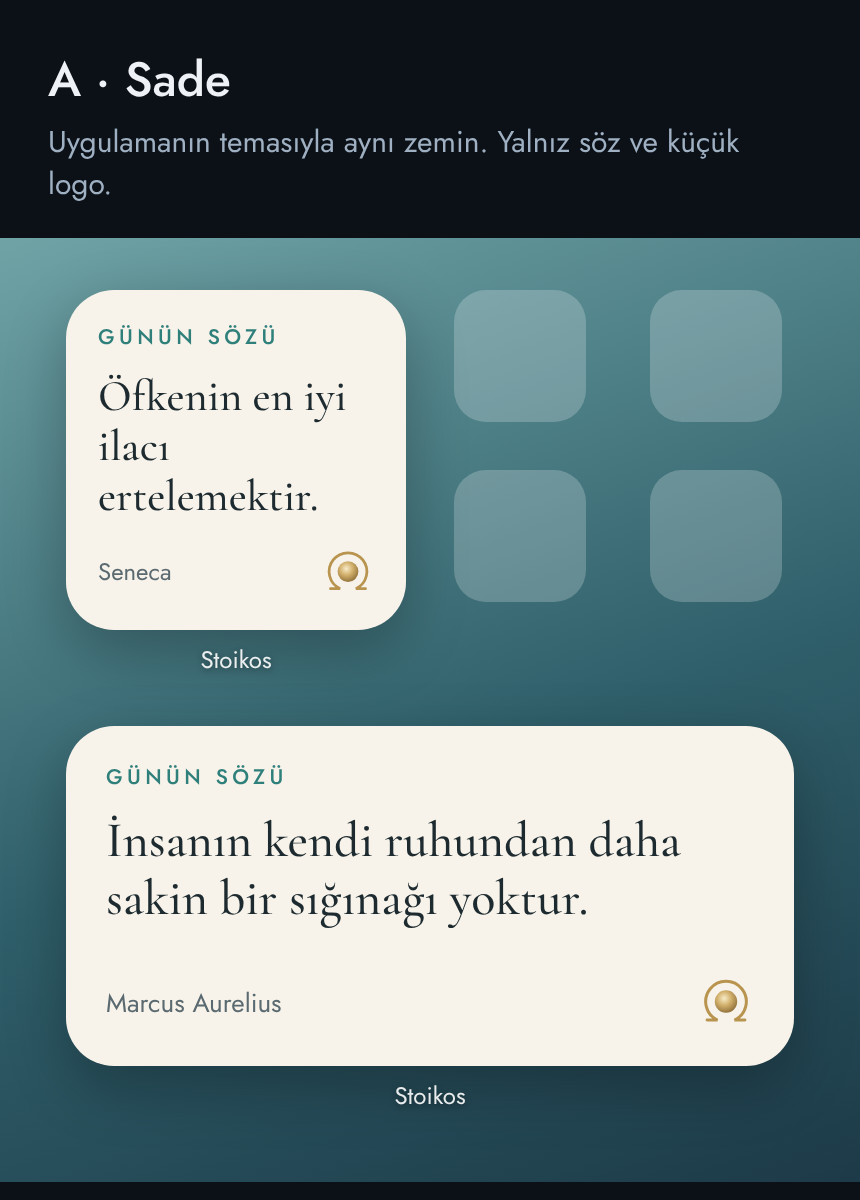 A · Sade
Uygulamanın temasıyla aynı zemin. Yalnız söz ve küçük
logo.
GÜNÜN SÖZÜ
Öfkenin en iyi
ilacı
ertelemektir.
Seneca
Stoikos
GÜNÜN SÖZÜ
İnsanın kendi ruhundan daha
sakin bir sığınağı yoktur.
Marcus Aurelius
Stoikos